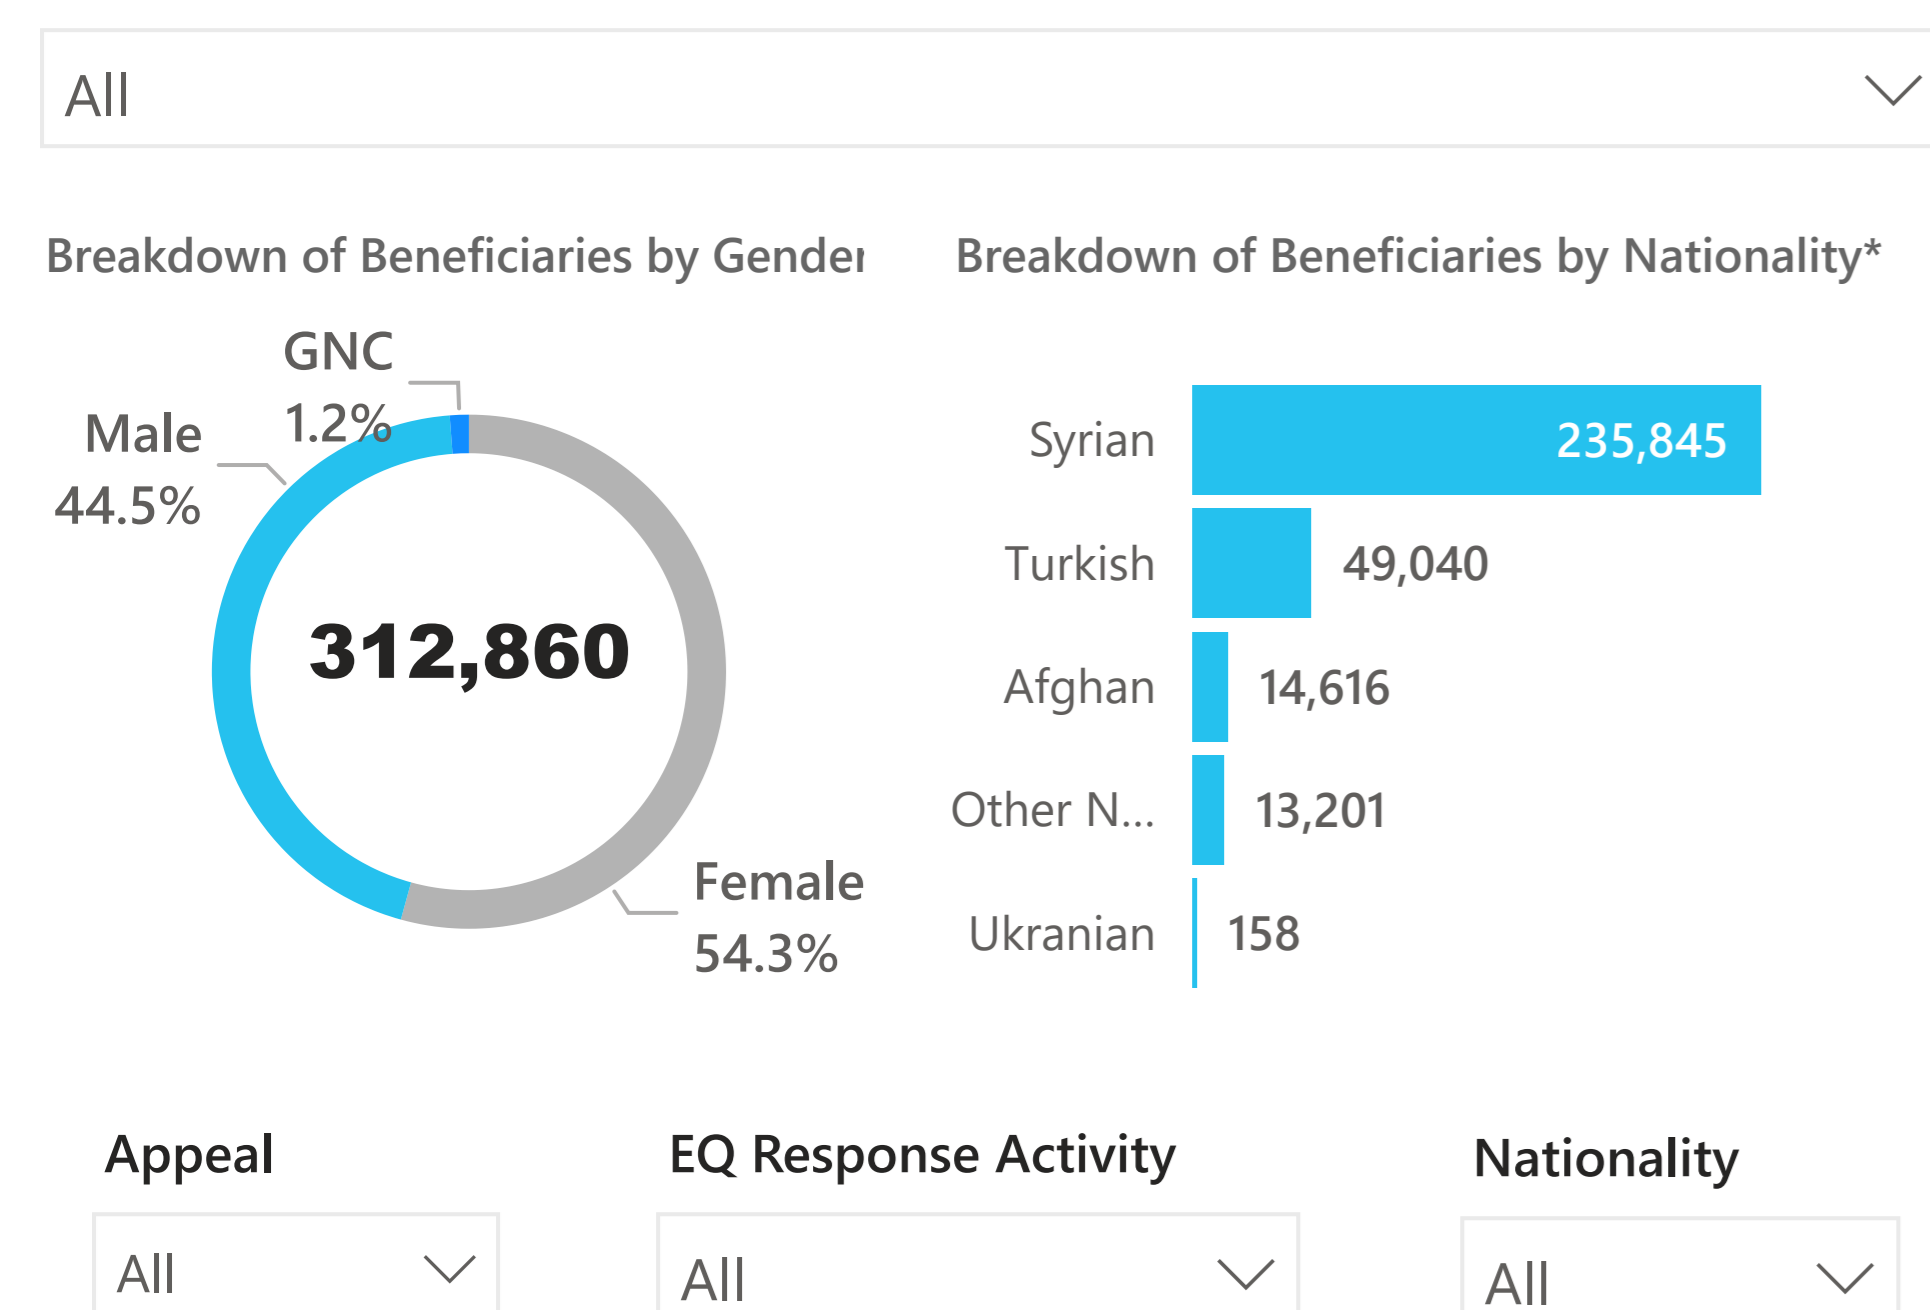 All
Breakdown of Beneficiaries by Gender
GNC
1.2%
Male
44.5%
312,860
Female
54.3%
Breakdown of Beneficiaries by Nationality*
Syrian 235,845
Turkish 49,040
Afghan 14,616
Other N... 13,201
Ukranian 158
Appeal
All
EQ Response Activity
All
Nationality
All